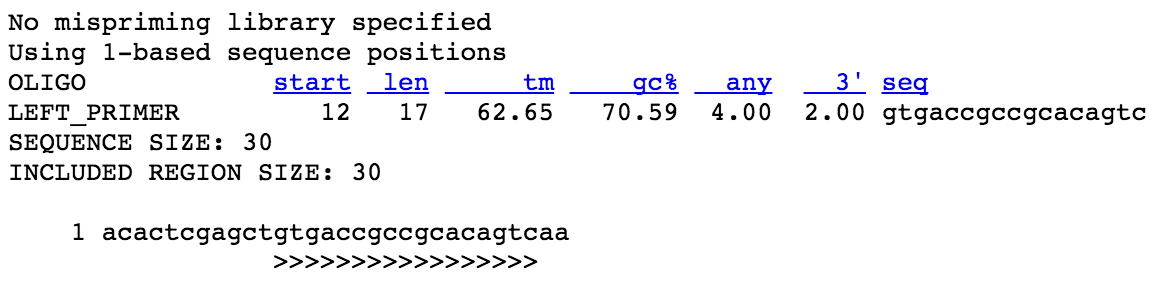 No mispriming library specified
Using 1-based sequence positions
OLIGO            start  len      tm     gc%   any    3' seq
LEFT_PRIMER         12   17   62.65   70.59  4.00  2.00 gtgaccgccgcacagtc
SEQUENCE SIZE: 30
INCLUDED REGION SIZE: 30
1 acactcgagctgtgaccgccgcacagtcaa
>>>>>>>>>>>>>>>>>